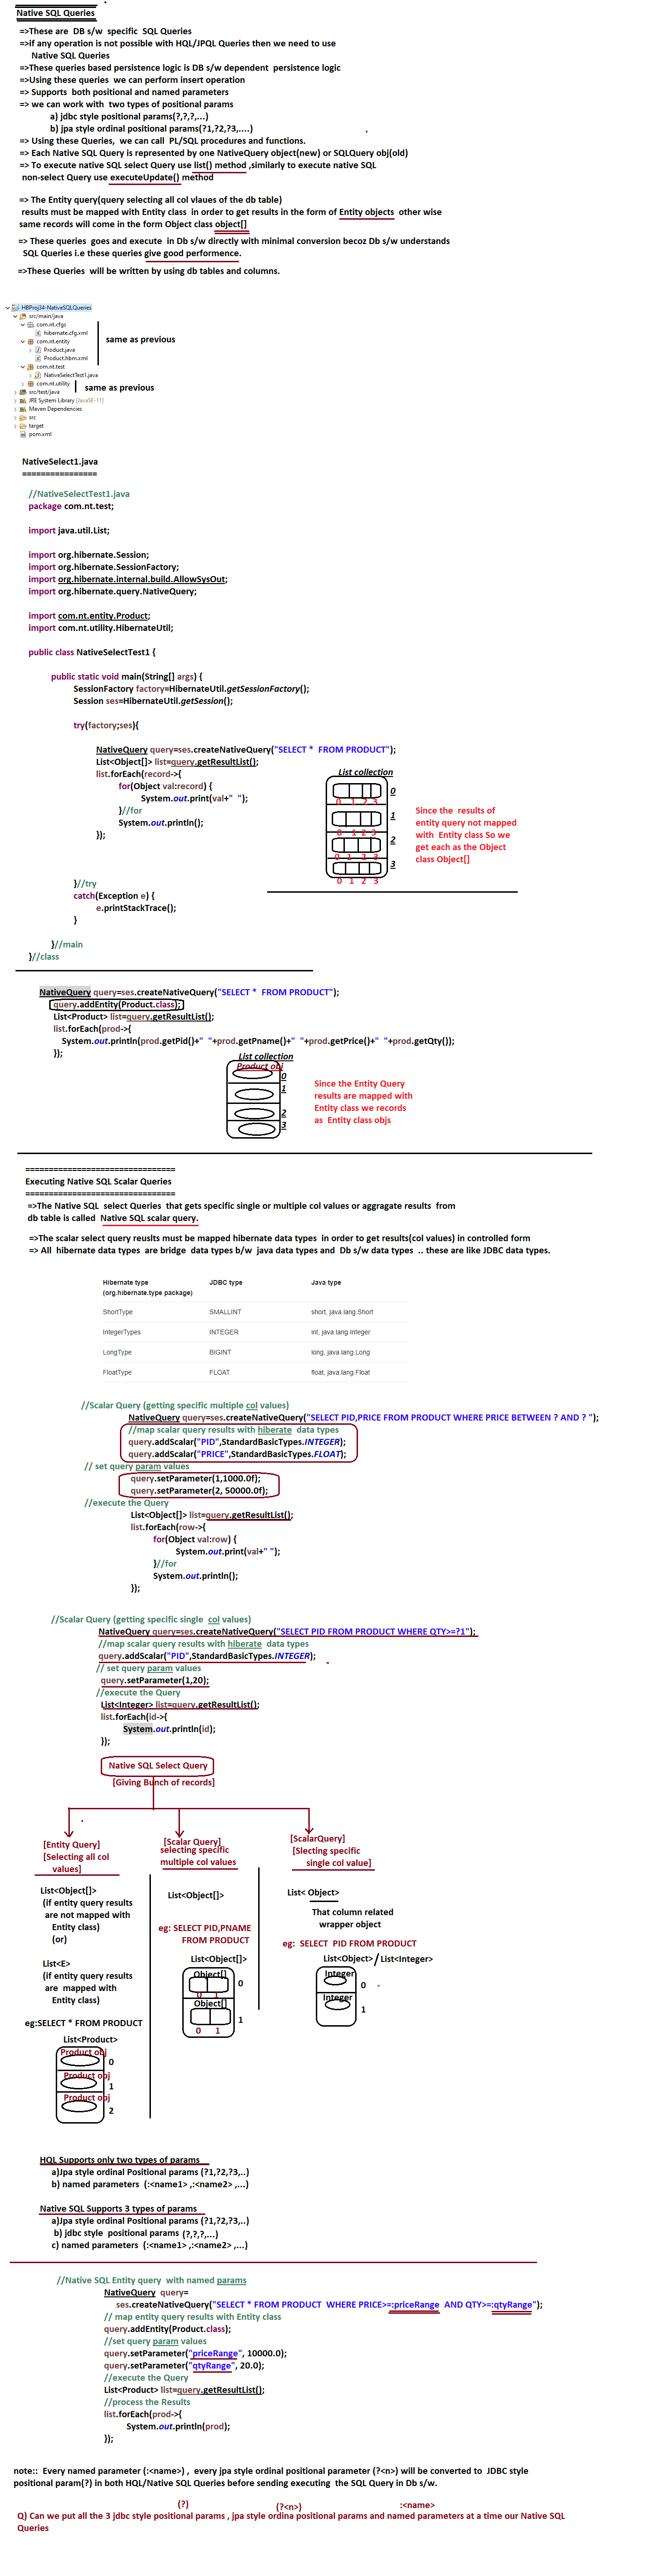 Native SQL Queries
=>These are DB s/w specific SQL Queries
=>if any operation is not possible with HQL/JPQL Queries then we need to use
Native SQL Queries
=>These queries based persistence logic is DB s/w dependent persistence logic
=>Using these queries we can perform insert operation
=> Supports both positional and named parameters
=> we can work with two types of positional params
a) jdbc style positional params(?,?,?,...)
b) jpa style ordinal positional params(?1,?2,?3,....)
=> Using these Queries, we can call PL/SQL procedures and functions.
=> Each Native SQL Query is represented by one NativeQuery object(new) or SQLQuery obj(old)
=> To execute native SQL select Query use list() method ,similarly to execute native SQL
non-select Query use executeUpdate() method
=> The Entity query(query selecting all col vlaues of the db table)
results must be mapped with Entity class in order to get results in the form of Entity objects other wise
same records will come in the form Object class object[]
=> These queries goes and execute in Db s/w directly with minimal conversion becoz Db s/w understands
SQL Queries i.e these queries give good performence.
=>These Queries will be written by using db tables and columns.
HBProj34-NativeSQLQueries
src/main/java
com.nt.cfgs
hibernate.cfg.xml
com.nt.entity
Product.java
Product.hbm.xml
com.nt.test
NativeSelectTest1.java
com.nt.utility
src/test/java
JRE System Library [JavaSE-11]
Maven Dependencies
src
target
pom.xml
same as previous
same as previous
NativeSelect1.java
================
//NativeSelectTest1.java
package com.nt.test;
import java.util.List;
import org.hibernate.Session;
import org.hibernate.SessionFactory;
import org.hibernate.internal.build.AllowSysOut;
import org.hibernate.query.NativeQuery;
import com.nt.entity.Product;
import com.nt.utility.HibernateUtil;
public class NativeSelectTest1 {
public static void main(String[] args) {
SessionFactory factory=HibernateUtil.getSessionFactory();
Session ses=HibernateUtil.getSession();
try(factory;ses){
NativeQuery query=ses.createNativeQuery("SELECT * FROM PRODUCT");
List<Object[]> list=query.getResultList();
list.forEach(record->{
for(Object val:record) {
System.out.print(val+" ");
}//for
System.out.println();
});
List collection
0 1 2 3
0
0 1 2 3
1
0 1 2 3
2
0 1 2 3
3
Since the results of
entity query not mapped
with Entity class So we
get each as the Object
class Object[]
}//try
catch(Exception e) {
e.printStackTrace();
}
}//main
}//class
NativeQuery query=ses.createNativeQuery("SELECT * FROM PRODUCT");
query.addEntity(Product.class);
List<Product> list=query.getResultList();
list.forEach(prod->{
System.out.println(prod.getPid()+" "+prod.getPname()+" "+prod.getPrice()+" "+prod.getQty());
});
List collection
Product obj
0
1
2
3
Since the Entity Query
results are mapped with
Entity class we records
as Entity class objs
================================
Executing Native SQL Scalar Queries
================================
=>The Native SQL select Queries that gets specific single or multiple col values or aggragate results from
db table is called Native SQL scalar query.
=>The scalar select query reuslts must be mapped hibernate data types in order to get results(col values) in controlled form
=> All hibernate data types are bridge data types b/w java data types and Db s/w data types .. these are like JDBC data types.
Hibernate type JDBC type Java type
(org.hibernate.type package)
ShortType SMALLINT short, java.lang.Short
IntegerTypes INTEGER int, java.lang.Integer
LongType BIGINT long, java.lang.Long
FloatType FLOAT float, java.lang.Float
//Scalar Query (getting specific multiple col values)
NativeQuery query=ses.createNativeQuery("SELECT PID,PRICE FROM PRODUCT WHERE PRICE BETWEEN ? AND ? ");
//map scalar query results with hiberate data types
query.addScalar("PID",StandardBasicTypes.INTEGER);
query.addScalar("PRICE",StandardBasicTypes.FLOAT);
// set query param values
query.setParameter(1,1000.0f);
query.setParameter(2, 50000.0f);
//execute the Query
List<Object[]> list=query.getResultList();
list.forEach(row->{
for(Object val:row) {
System.out.print(val+" ");
}//for
System.out.println();
});
//Scalar Query (getting specific single col values)
NativeQuery query=ses.createNativeQuery("SELECT PID FROM PRODUCT WHERE QTY>=?1");
//map scalar query results with hiberate data types
query.addScalar("PID",StandardBasicTypes.INTEGER);
// set query param values
query.setParameter(1,20);
//execute the Query
List<Integer> list=query.getResultList();
list.forEach(id->{
System.out.println(id);
});
Native SQL Select Query
[Giving Bunch of records]
[Entity Query]
[Selecting all col
values]
List<Object[]>
(if entity query results
are not mapped with
Entity class)
(or)
List<E>
(if entity query results
are mapped with
Entity class)
eg:SELECT * FROM PRODUCT
List<Product>
Product obj
0
Product obj
1
Product obj
2
[Scalar Query]
selecting specific
multiple col values
List<Object[]>
eg: SELECT PID,PNAME
FROM PRODUCT
List<Object[]>
Object[]
0
0 1
Object[]
1
0 1
[ScalarQuery]
[Slecting specific
single col value]
List< Object>
That column related
wrapper object
eg: SELECT PID FROM PRODUCT
List<Object> / List<Integer>
Integer
0
Integer
1
HQL Supports only two types of params
a)Jpa style ordinal Positional params (?1,?2,?3,..)
b) named parameters (:<name1> ,:<name2> ,...)
Native SQL Supports 3 types of params
a)Jpa style ordinal Positional params (?1,?2,?3,..)
b) jdbc style positional params (?,?,?,...)
c) named parameters (:<name1> ,:<name2> ,...)
//Native SQL Entity query with named params
NativeQuery query=
ses.createNativeQuery("SELECT * FROM PRODUCT WHERE PRICE>=:priceRange AND QTY>=:qtyRange");
// map entity query results with Entity class
query.addEntity(Product.class);
//set query param values
query.setParameter("priceRange", 10000.0);
query.setParameter("qtyRange", 20.0);
//execute the Query
List<Product> list=query.getResultList();
//process the Results
list.forEach(prod->{
System.out.println(prod);
});
note:: Every named parameter (:<name>) , every jpa style ordinal positional parameter (?<n>) will be converted to JDBC style
positional param(?) in both HQL/Native SQL Queries before sending executing the SQL Query in Db s/w.
(?) (?<n>) :<name>
Q) Can we put all the 3 jdbc style positional params , jpa style ordina positional params and named parameters at a time our Native SQL
Queries